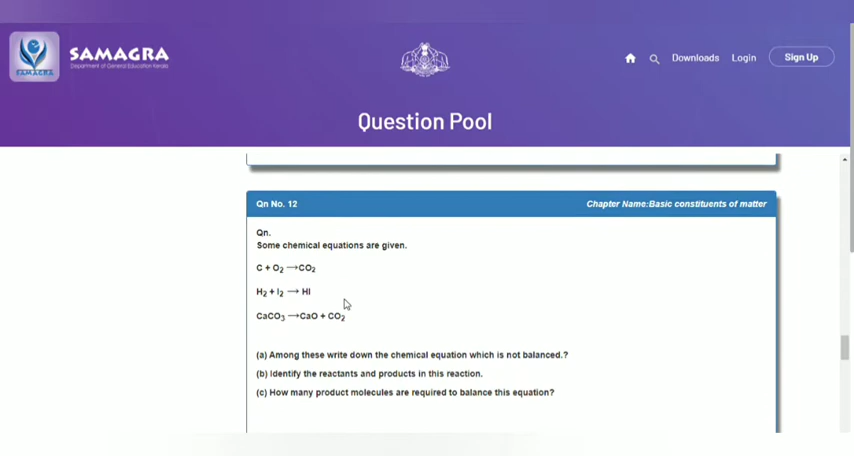 SAMAGRA
SAMAGRA
Department of General Education Kerala
Downloads
Login
Sign Up
Question Pool
Qn No. 12
Chapter Name:Basic constituents of matter
Qn.
Some chemical equations are given.
C + O₂ →CO₂
H₂ + I₂ → HI
CaCO₃ →CaO + CO₂
(a) Among these write down the chemical equation which is not balanced.?
(b) Identify the reactants and products in this reaction.
(c) How many product molecules are required to balance this equation?